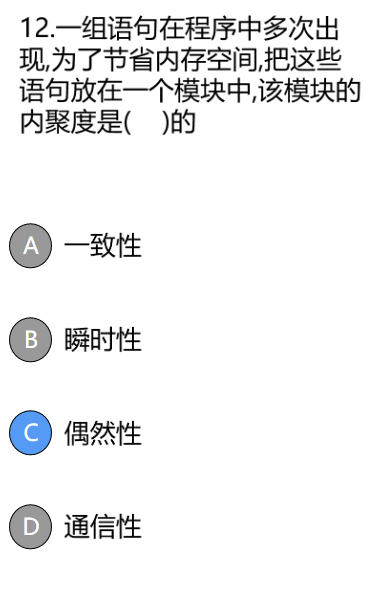 12.一组语句在程序中多次出
现,为了节省内存空间,把这些
语句放在一个模块中,该模块的
内聚度是(    )的
A 一致性
B 瞬时性
C 偶然性
D 通信性